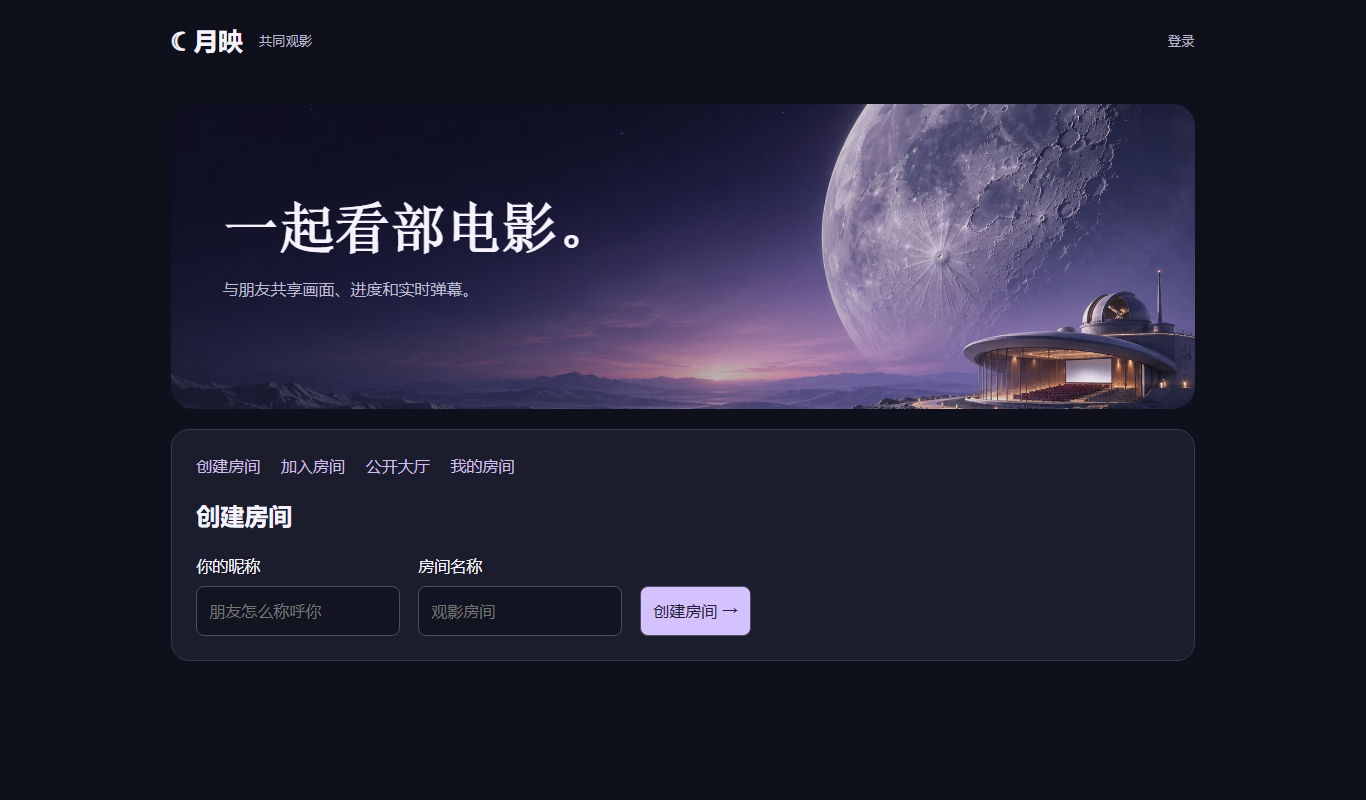 月映 共同观影 登录
一起看部电影。
与朋友共享画面、进度和实时弹幕。
创建房间 加入房间 公开大厅 我的房间
创建房间
你的昵称 房间名称
朋友怎么称呼你 观影房间 创建房间 →